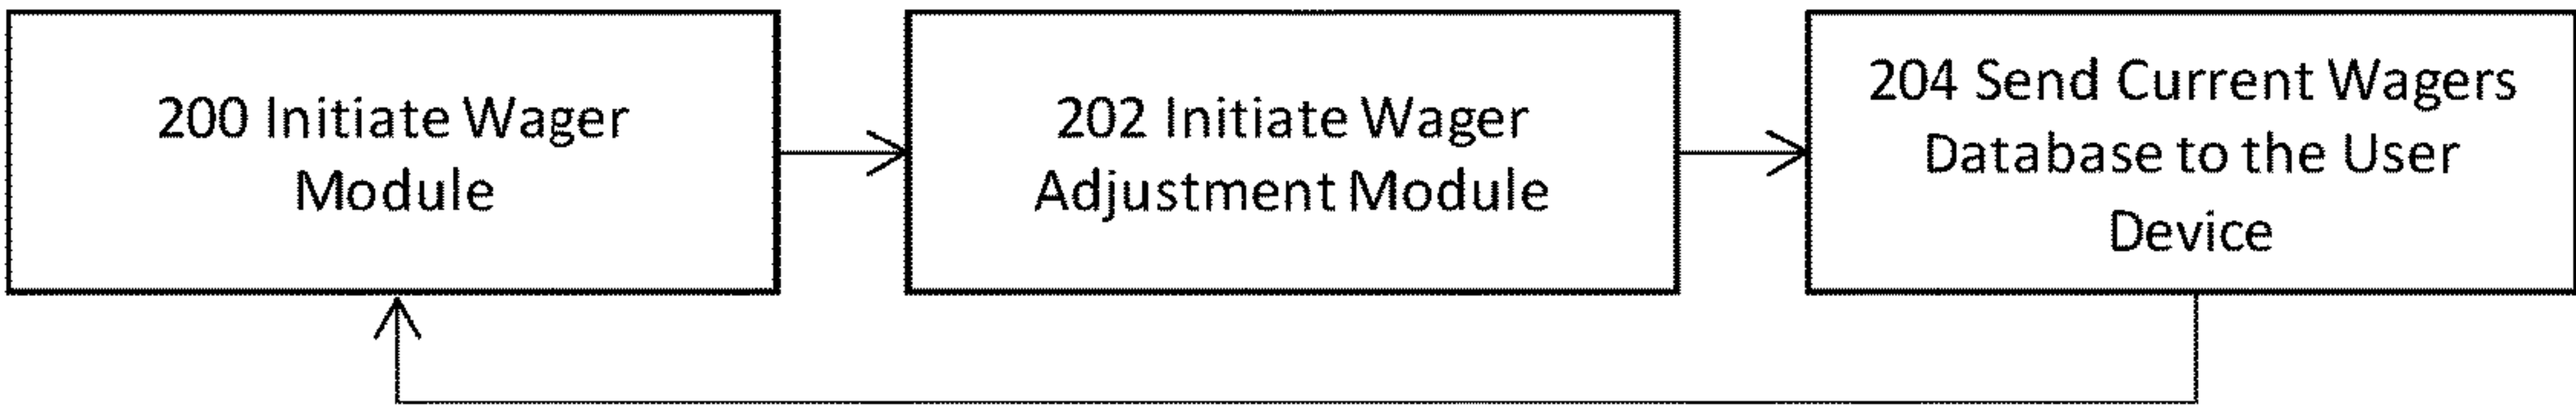 200 Initiate Wager
Module
202 Initiate Wager
Adjustment Module
204 Send Current Wagers
Database to the User
Device